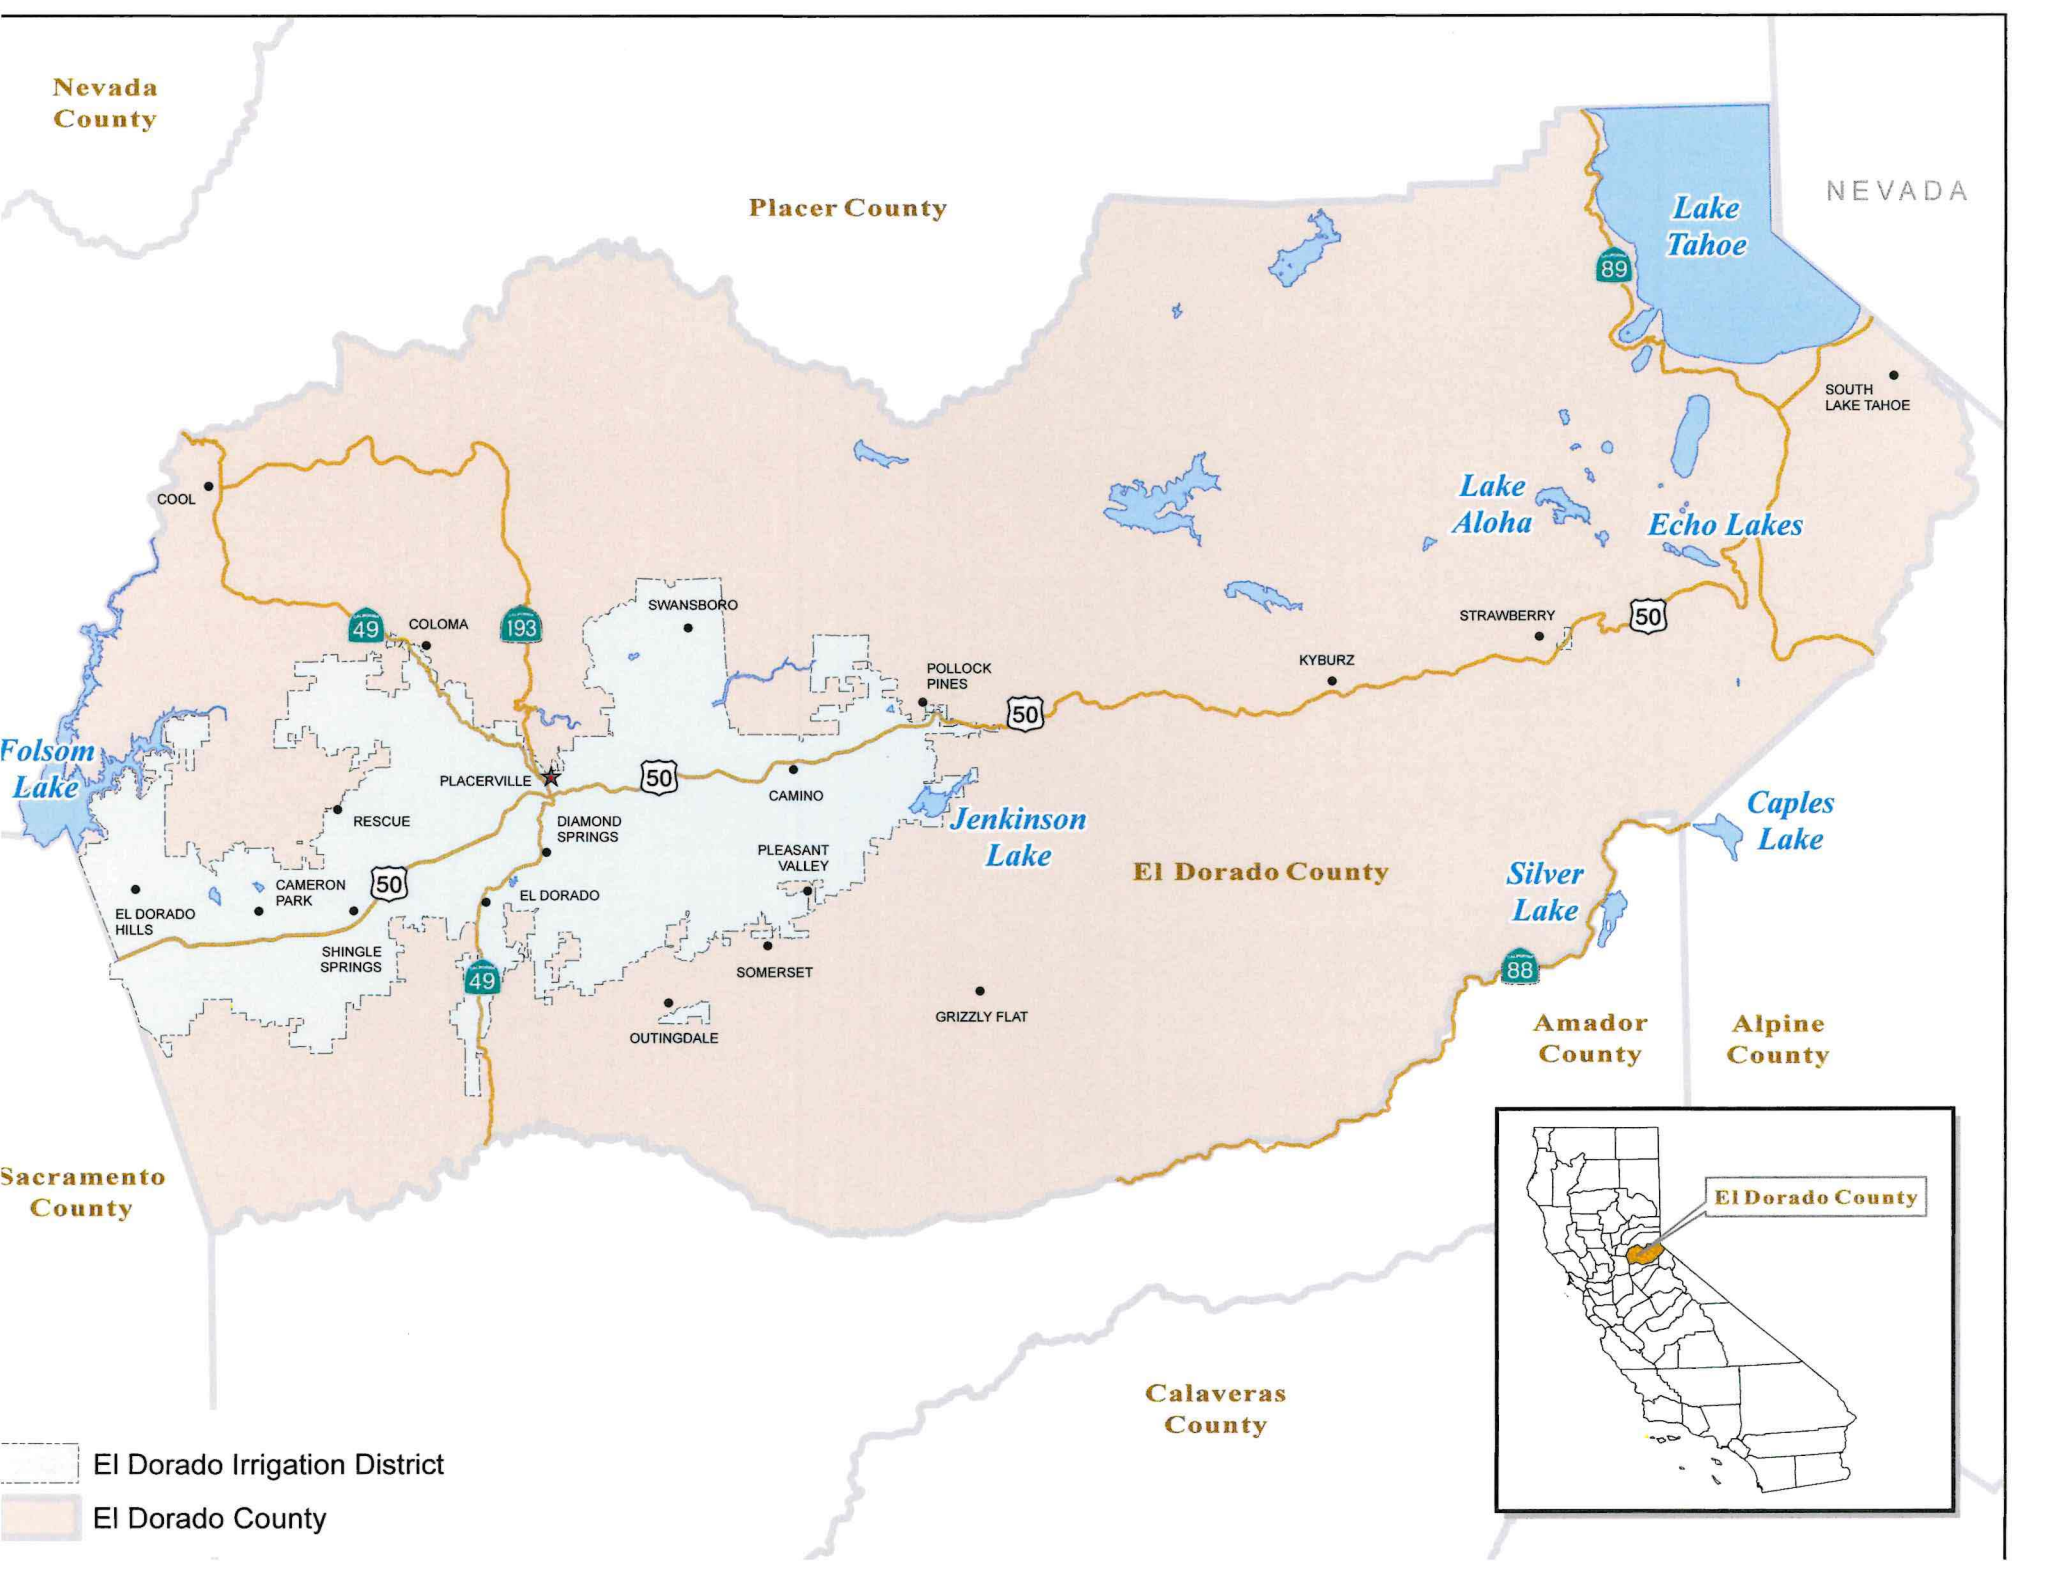 Nevada
County
Placer County
NEVADA
Lake
Tahoe
89
SOUTH
LAKE TAHOE
COOL
Lake
Aloha
Echo Lakes
49
COLOMA
193
SWANSBORO
STRAWBERRY
50
KYBURZ
POLLOCK
PINES
50
Folsom
Lake
PLACERVILLE
50
CAMINO
RESCUE
DIAMOND
SPRINGS
Jenkinson
Lake
Caples
Lake
PLEASANT
VALLEY
El Dorado County
Silver
Lake
CAMERON
PARK
50
EL DORADO
EL DORADO
HILLS
SHINGLE
SPRINGS
49
SOMERSET
88
OUTINGDALE
GRIZZLY FLAT
Amador
County
Alpine
County
Sacramento
County
El Dorado County
Calaveras
County
El Dorado Irrigation District
El Dorado County